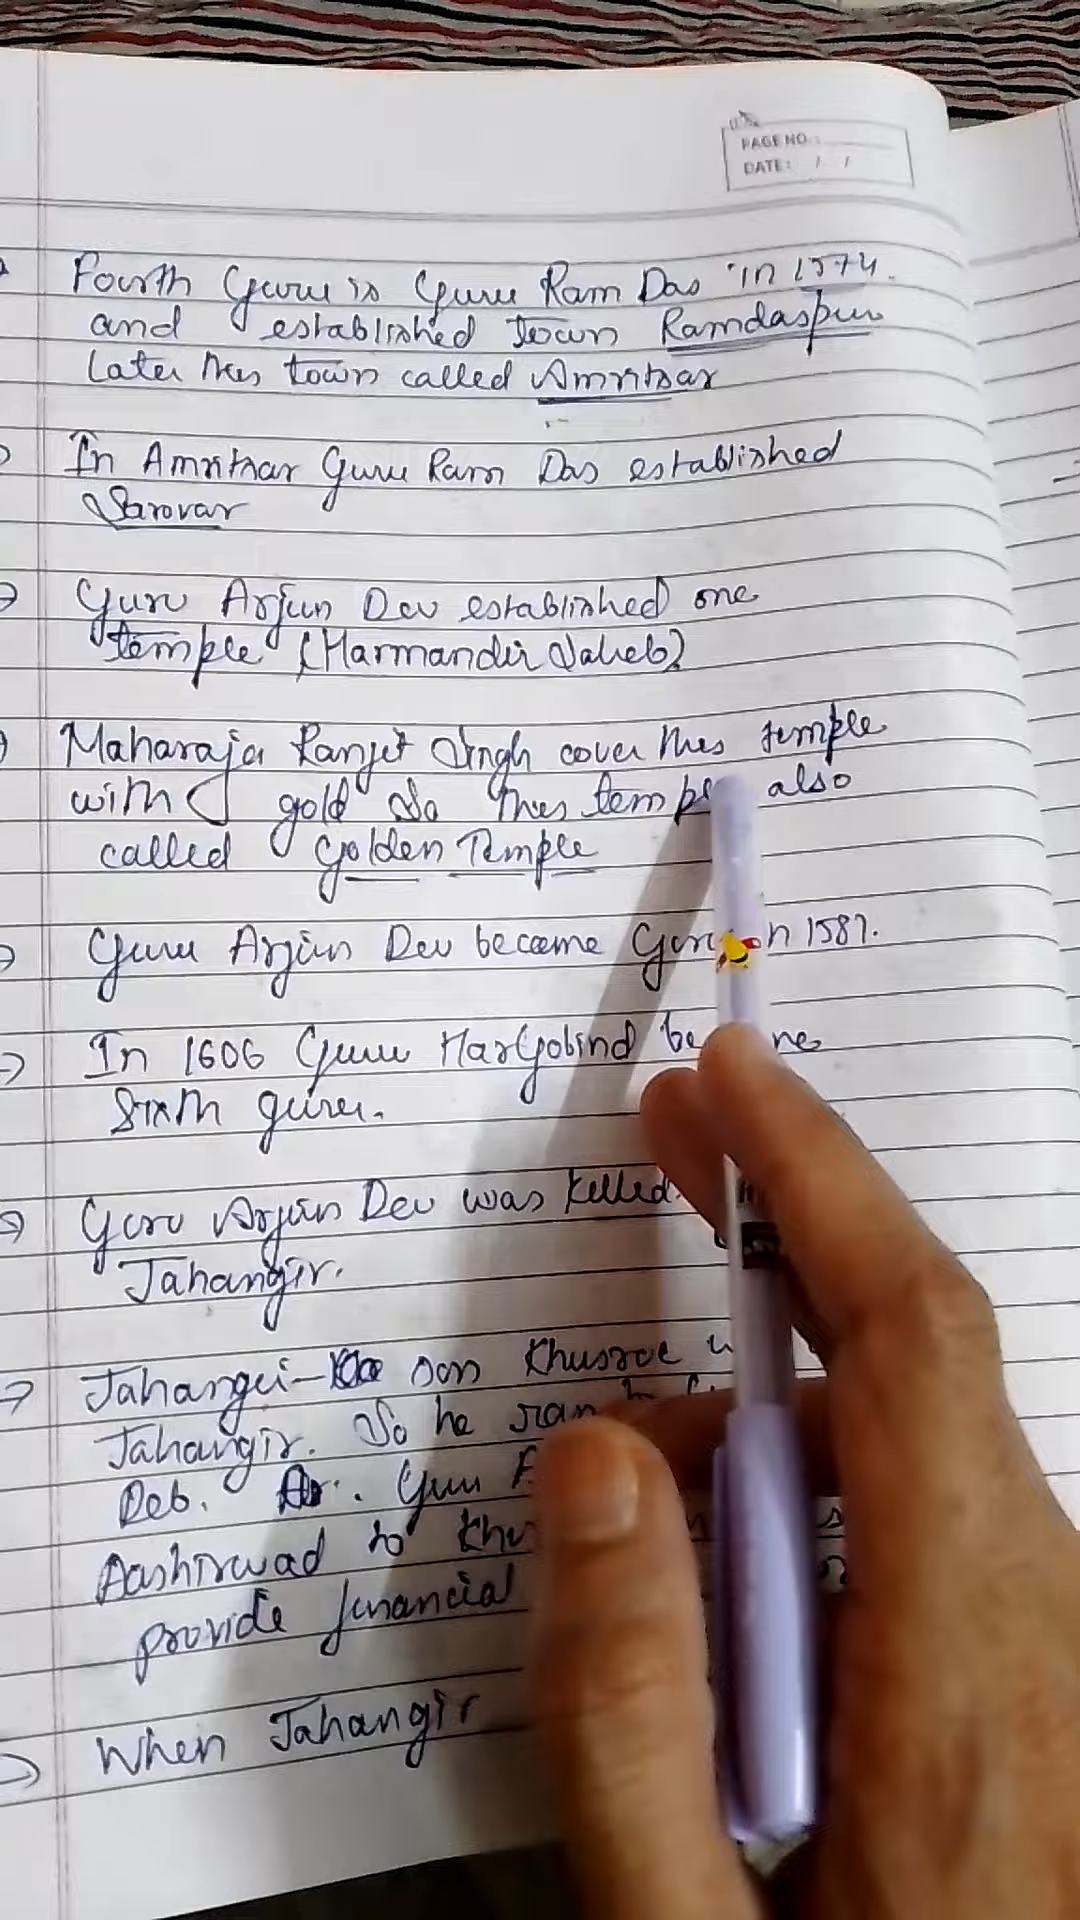 PAGE NO.:
DATE: / /
Fourth Guru is Guru Ram Das in 1574.
and established town Ramdaspur
Later this town called Amritsar
In Amritsar Guru Ram Das established
Sarovar
Guru Arjun Dev established one
temple (Harmandir Saheb)
Maharaja Ranjet Singh cover this temple
with gold So this temple also
called Golden Temple
Guru Arjun Dev became Guru in 1581.
In 1606 Guru HarGobind became
Sixth guru.
Guru Arjun Dev was killed
Jahangir.
Jahangir son Khusroe
Jahangir. So he ran
Deb. Guru
Aashirwad to
provide financial
When Jahangir